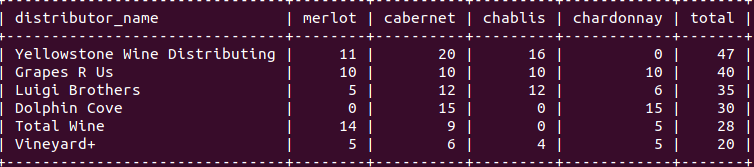 | distributor_name | merlot | cabernet | chablis | chardonnay | total |
| Yellowstone Wine Distributing | 11 | 20 | 16 | 0 | 47 |
| Grapes R Us | 10 | 10 | 10 | 10 | 40 |
| Luigi Brothers | 5 | 12 | 12 | 6 | 35 |
| Dolphin Cove | 0 | 15 | 0 | 15 | 30 |
| Total Wine | 14 | 9 | 0 | 5 | 28 |
| Vineyard+ | 5 | 6 | 4 | 5 | 20 |